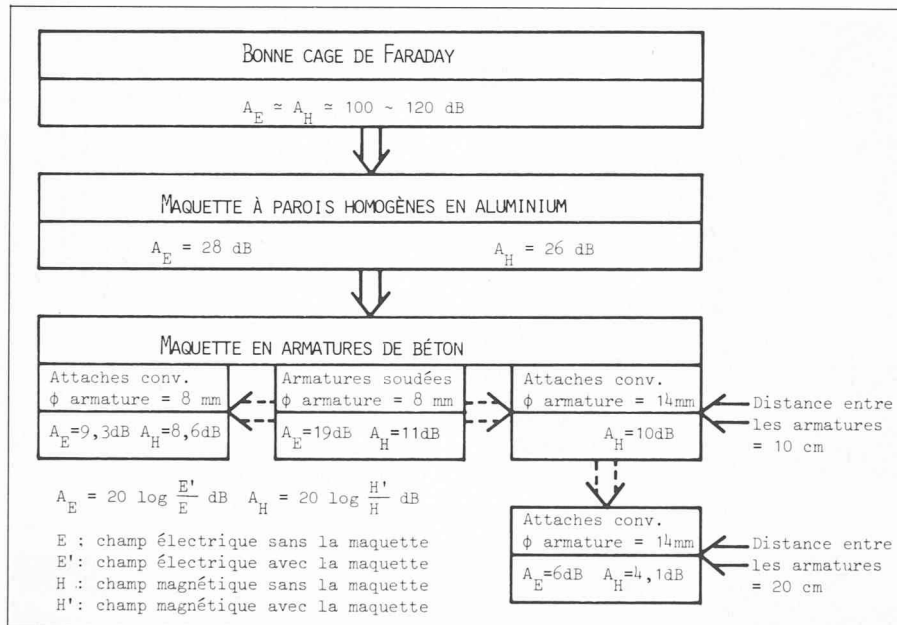 BONNE CAGE DE FARADAY
A_E ≃ A_H ≃ 100 ~ 120 dB
MAQUETTE À PAROIS HOMOGÈNES EN ALUMINIUM
A_E = 28 dB A_H = 26 dB
MAQUETTE EN ARMATURES DE BÉTON
Attaches conv.
ϕ armature = 8 mm
A_E=9,3dB A_H=8,6dB
Armatures soudées
ϕ armature = 8 mm
A_E=19dB A_H=11dB
Attaches conv.
ϕ armature = 14mm
A_H=10dB
Distance entre
les armatures
= 10 cm
A_E = 20 log E'/E dB A_H = 20 log H'/H dB
E : champ électrique sans la maquette
E': champ électrique avec la maquette
H : champ magnétique sans la maquette
H': champ magnétique avec la maquette
Attaches conv.
ϕ armature = 14mm
A_E=6dB A_H=4,1dB
Distance entre
les armatures
= 20 cm